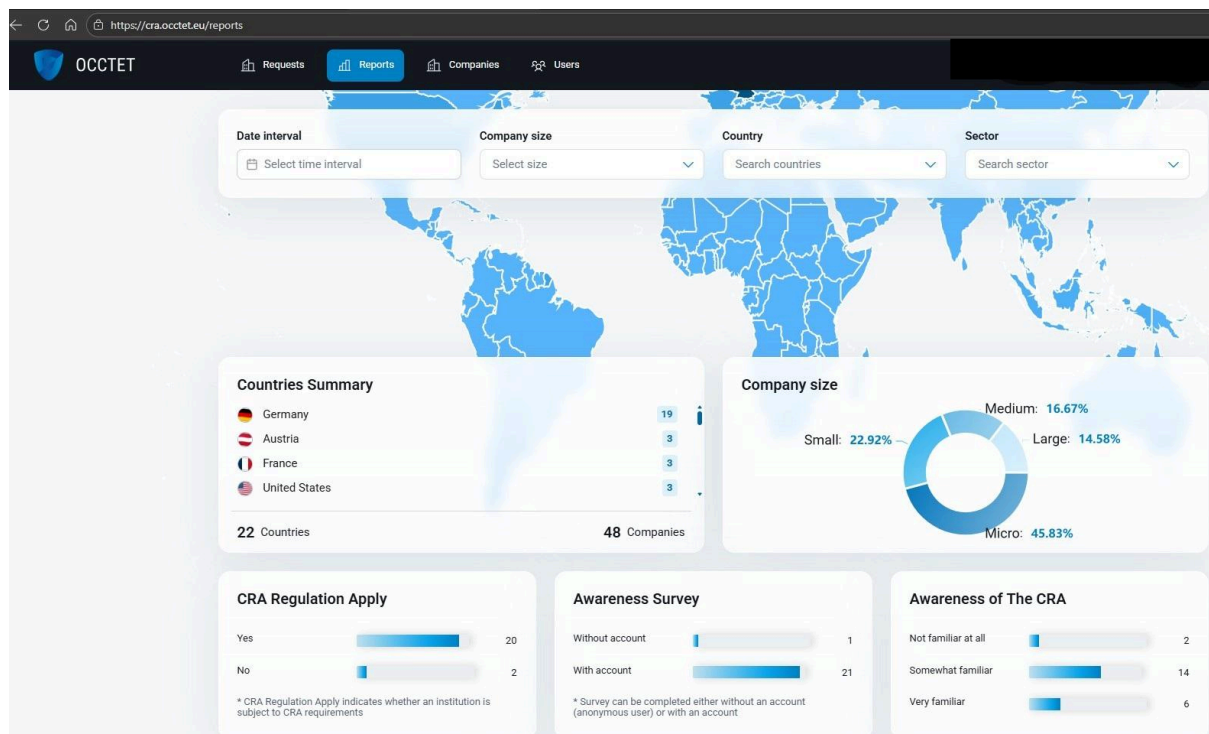 https://cra.occtet.eu/reports
OCCTET
Requests
Reports
Companies
Users
Date interval
Company size
Country
Sector
Select time interval
Select size
Search countries
Search sector
Countries Summary
Germany 19
Austria 3
France 3
United States 3
22 Countries
48 Companies
Company size
Medium: 16.67%
Small: 22.92%
Large: 14.58%
Micro: 45.83%
CRA Regulation Apply
Yes 20
No 2
* CRA Regulation Apply indicates whether an institution is
subject to CRA requirements
Awareness Survey
Without account 1
With account 21
* Survey can be completed either without an account
(anonymous user) or with an account
Awareness of The CRA
Not familiar at all 2
Somewhat familiar 14
Very familiar 6